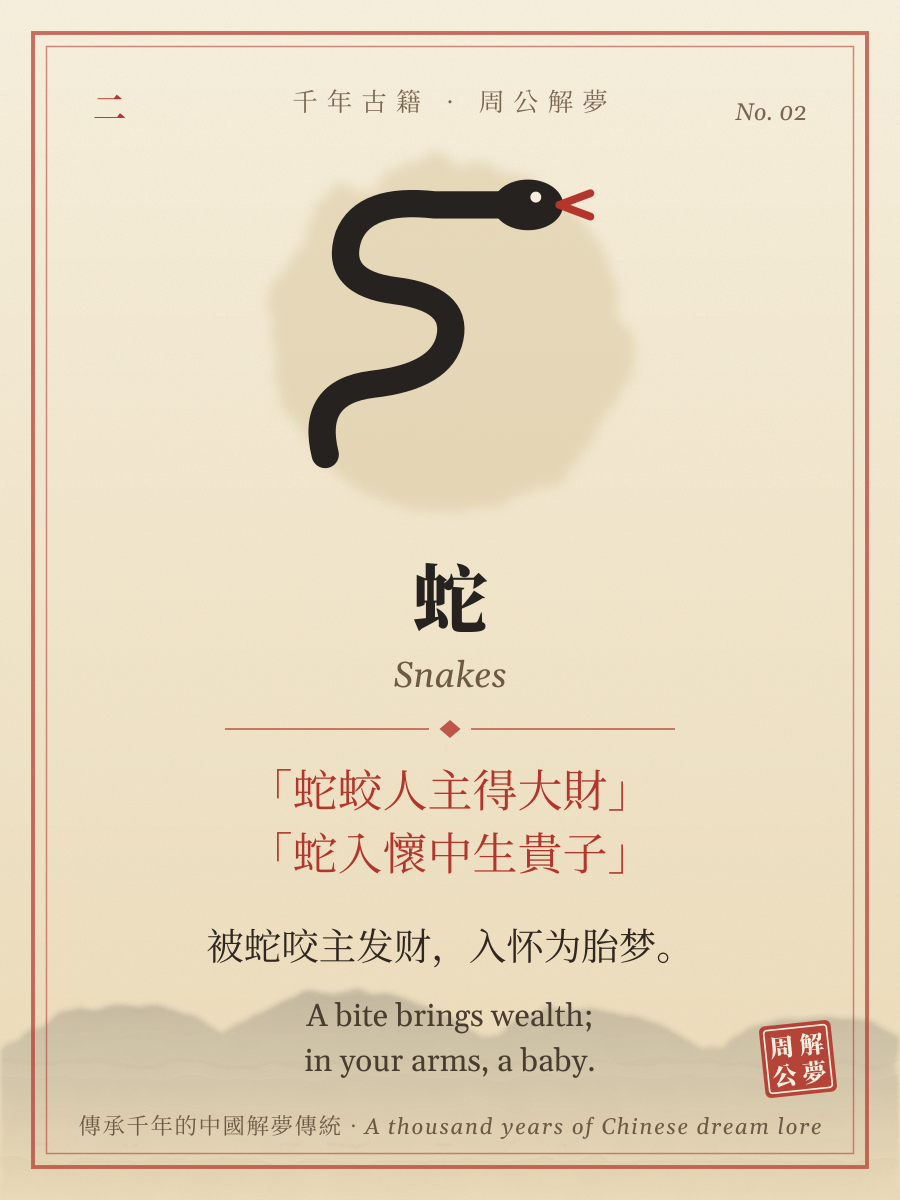 二
千年古籍 · 周公解夢
No. 02
蛇
Snakes
「蛇蛟人主得大財」
「蛇入懷中生貴子」
被蛇咬主发财，入怀为胎梦。
A bite brings wealth;
in your arms, a baby.
周解
公夢
傳承千年的中國解夢傳統 · A thousand years of Chinese dream lore